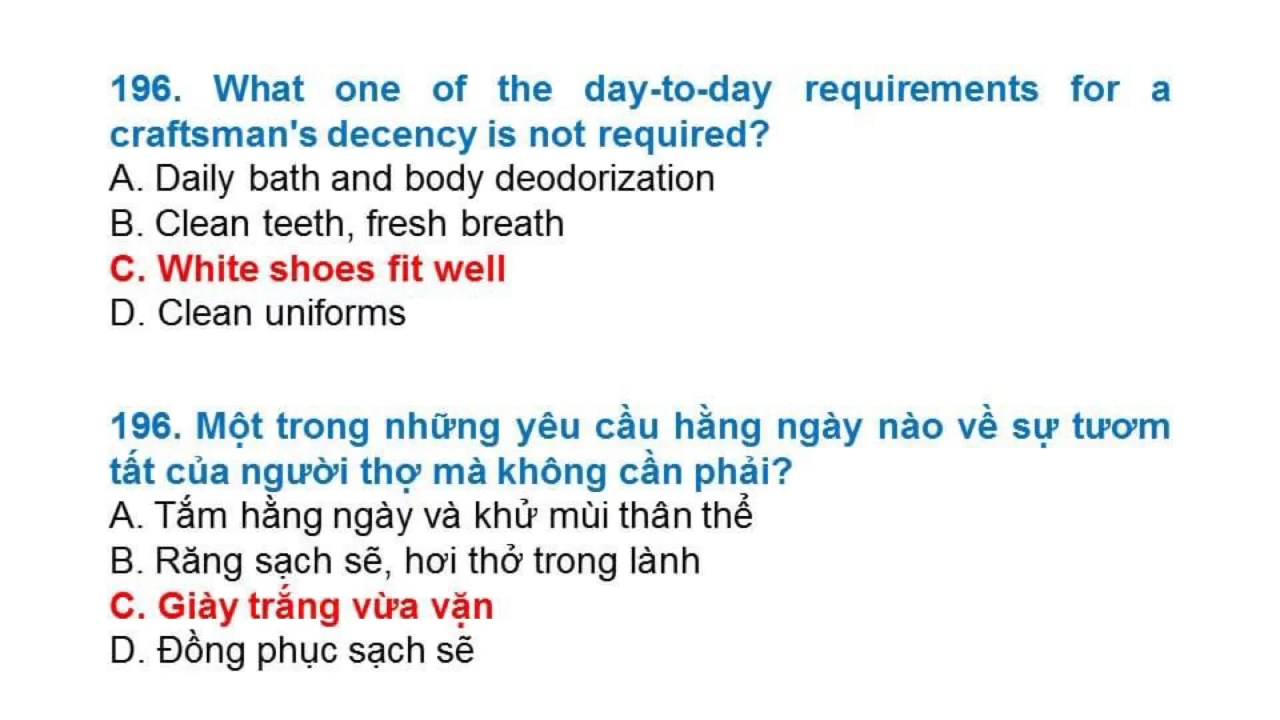 196. What one of the day-to-day requirements for a
craftsman's decency is not required?
A. Daily bath and body deodorization
B. Clean teeth, fresh breath
C. White shoes fit well
D. Clean uniforms
196. Một trong những yêu cầu hằng ngày nào về sự tươm
tất của người thợ mà không cần phải?
A. Tắm hằng ngày và khử mùi thân thể
B. Răng sạch sẽ, hơi thở trong lành
C. Giày trắng vừa vặn
D. Đồng phục sạch sẽ